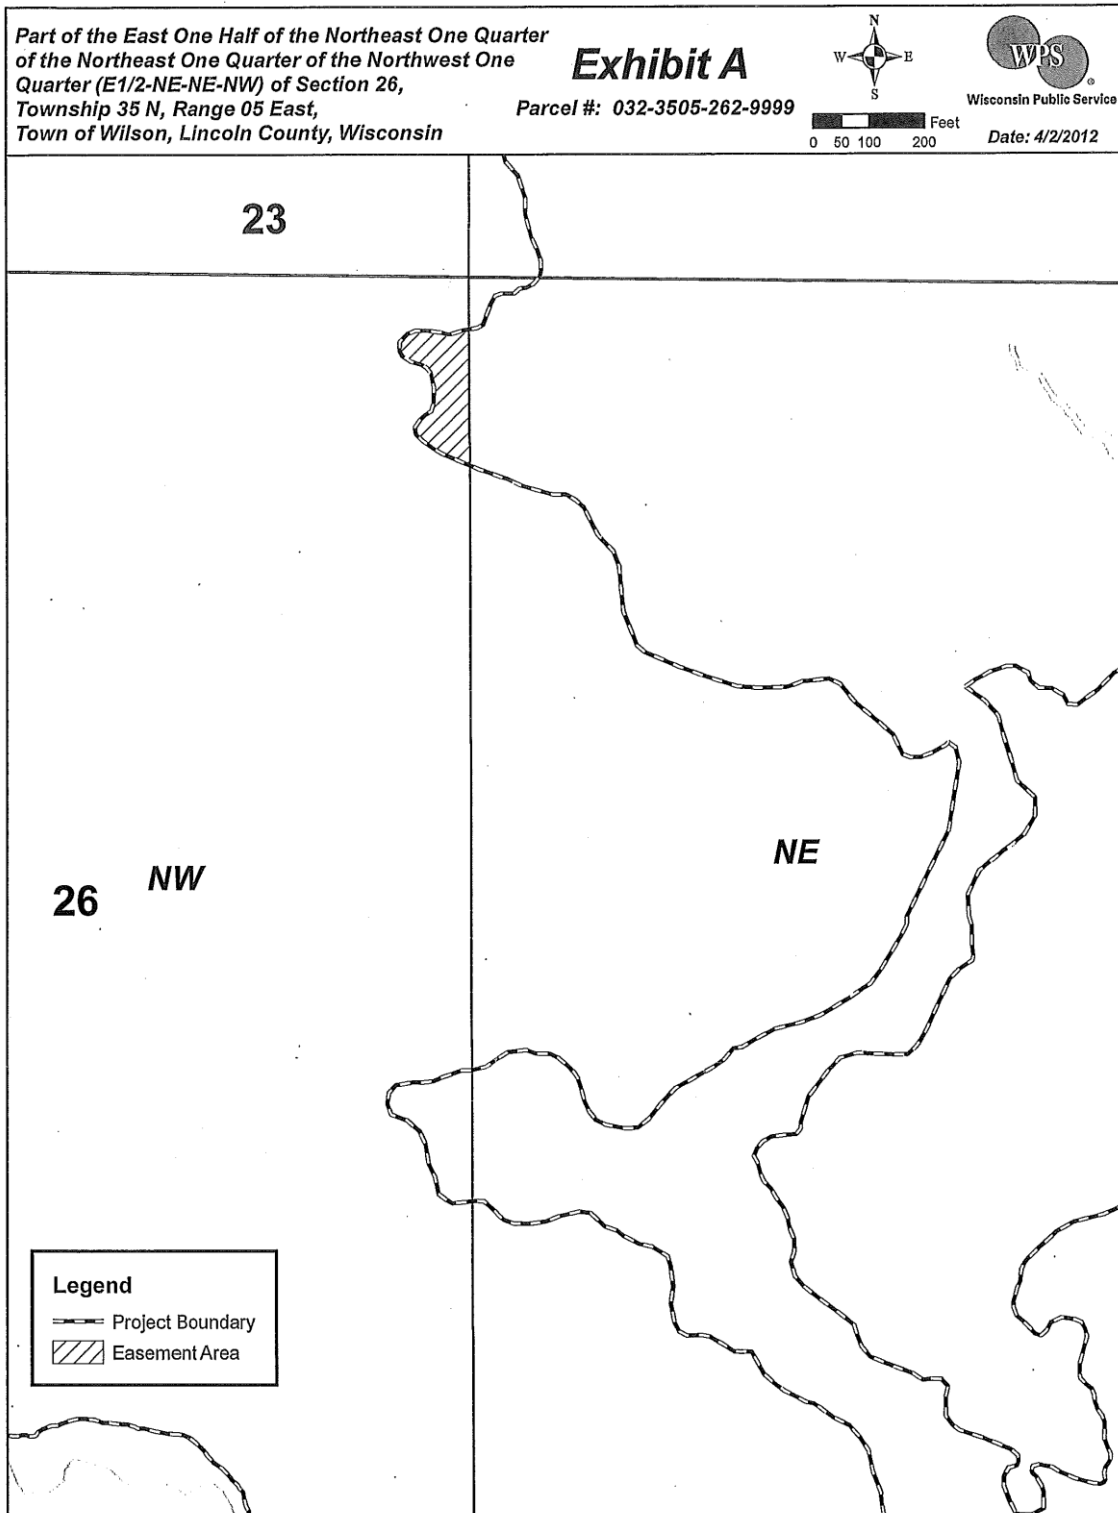 Part of the East One Half of the Northeast One Quarter
of the Northeast One Quarter of the Northwest One
Quarter (E1/2-NE-NE-NW) of Section 26,
Township 35 N, Range 05 East,
Town of Wilson, Lincoln County, Wisconsin
Exhibit A
Parcel #: 032-3505-262-9999
N
W E
S
Feet
0 50 100 200
WPS
Wisconsin Public Service
Date: 4/2/2012
23
NE
NW
26
Legend
Project Boundary
Easement Area